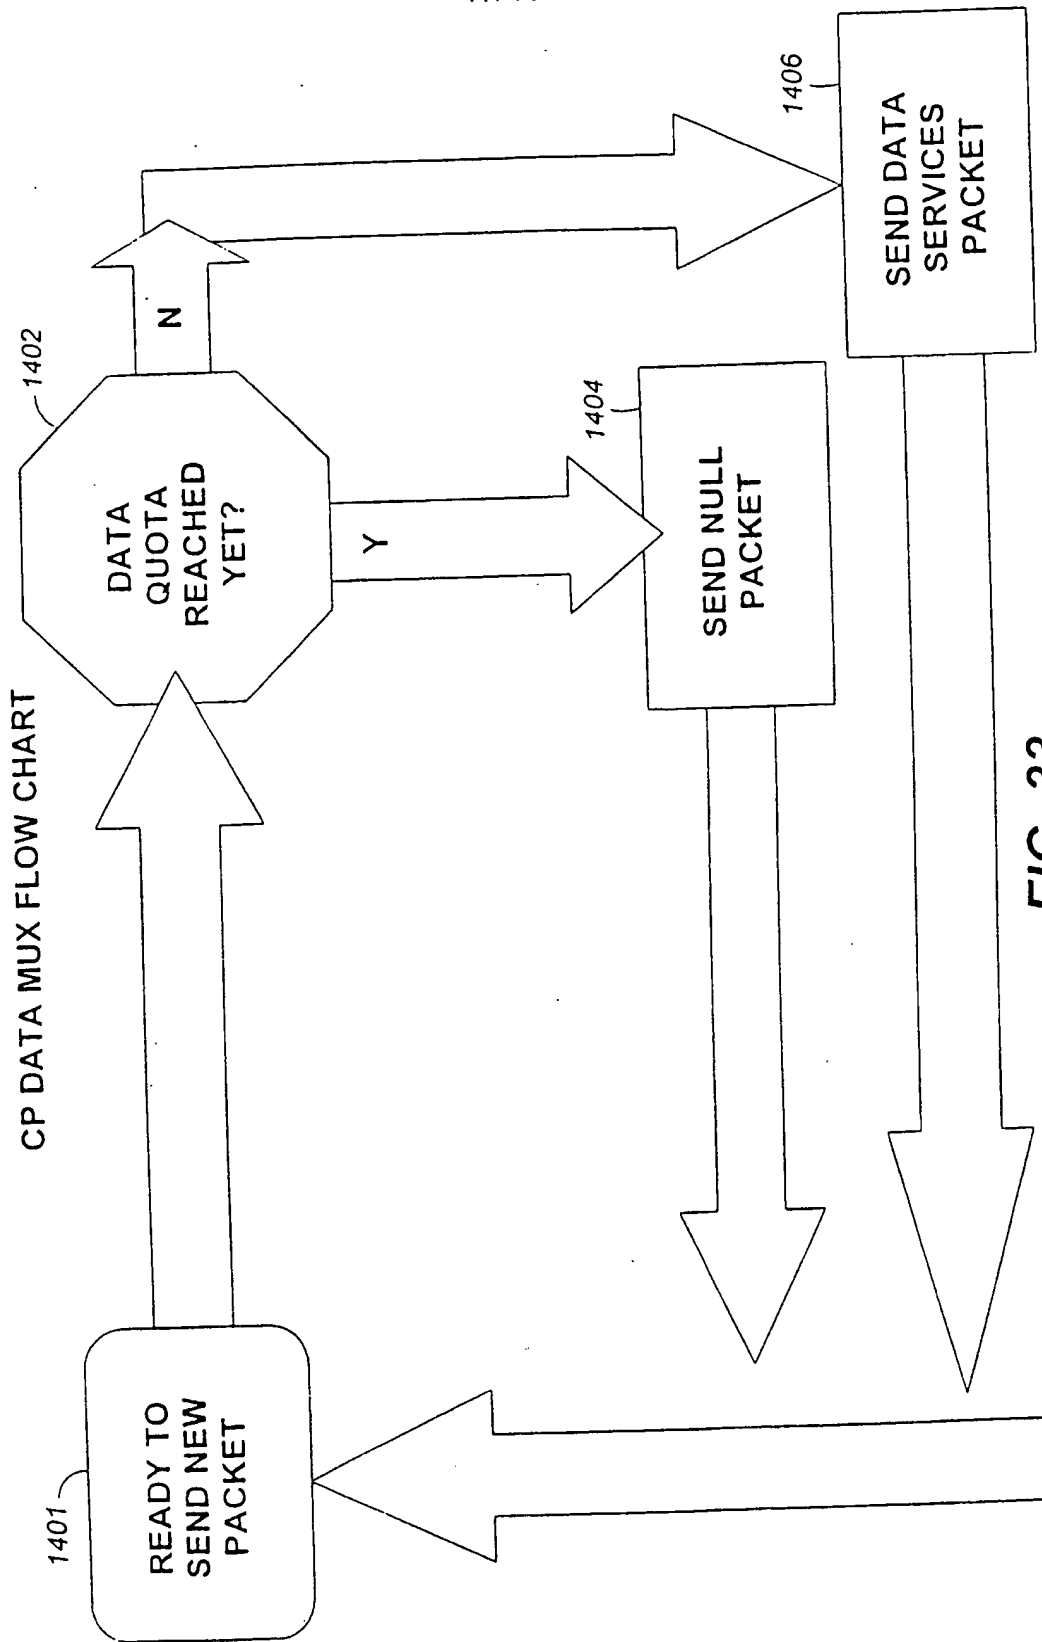 CP DATA MUX FLOW CHART
1401
READY TO
SEND NEW
PACKET
1402
DATA
QUOTA
REACHED
YET?
N
Y
1404
SEND NULL
PACKET
1406
SEND DATA
SERVICES
PACKET